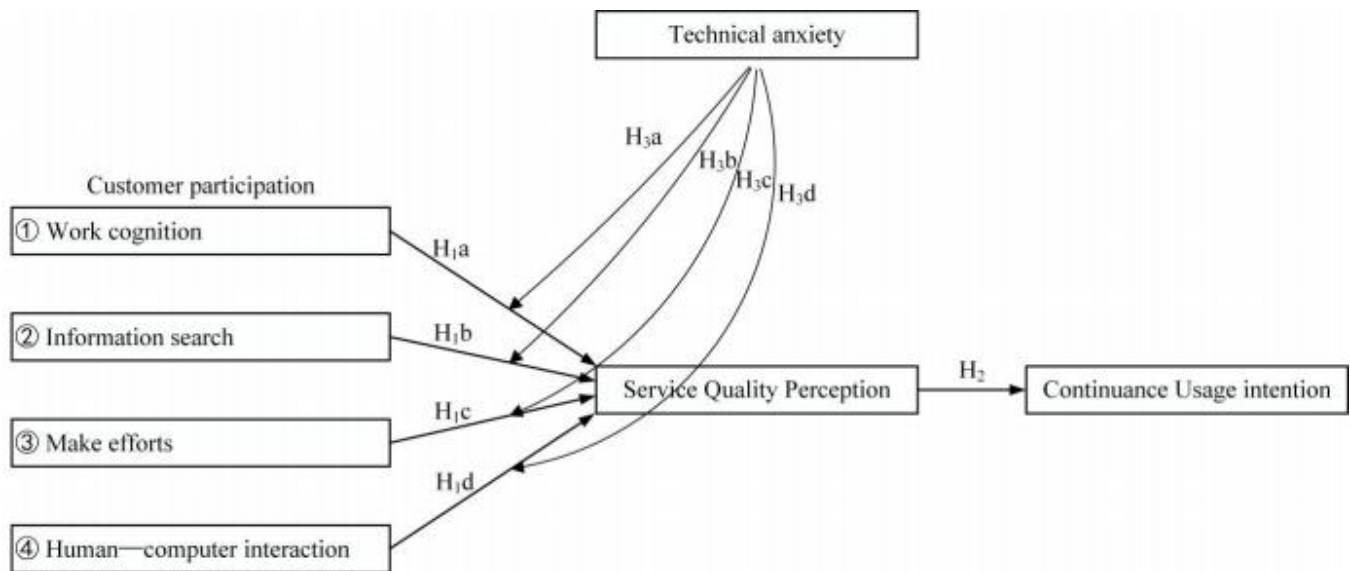 Technical anxiety
H₃a
H₃b
H₃c
H₃d
Customer participation
① Work cognition
H₁a
② Information search
H₁b
Service Quality Perception
H₂
Continuance Usage intention
③ Make efforts
H₁c
H₁d
④ Human—computer interaction